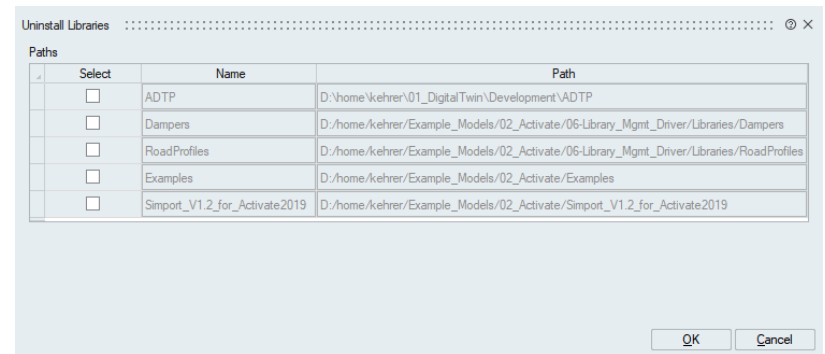 Uninstall Libraries
Paths
Select Name Path
ADTP D:\home\kehrer\01_DigitalTwin\Development\ADTP
Dampers D:/home/kehrer/Example_Models/02_Activate/06-Library_Mgmt_Driver/Libraries/Dampers
RoadProfiles D:/home/kehrer/Example_Models/02_Activate/06-Library_Mgmt_Driver/Libraries/RoadProfiles
Examples D:/home/kehrer/Example_Models/02_Activate/Examples
Simport_V1.2_for_Activate2019 D:/home/kehrer/Example_Models/02_Activate/Simport_V1.2_for_Activate2019
OK Cancel